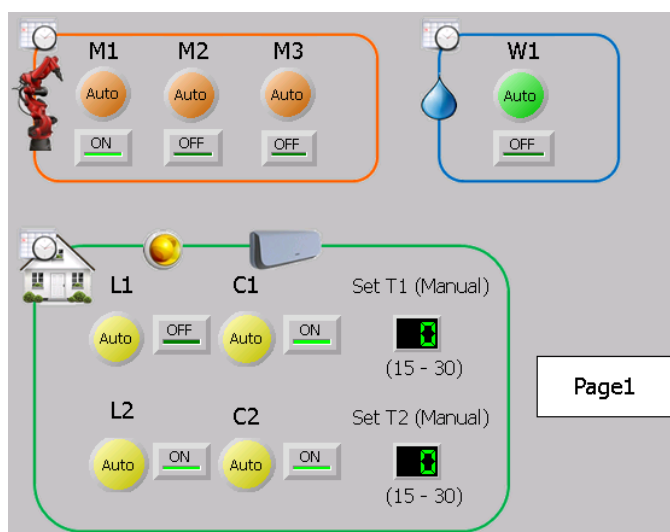 M1 M2 M3 W1
Auto Auto Auto Auto
ON OFF OFF OFF
L1 C1 Set T1 (Manual)
Auto OFF Auto ON 0
(15 - 30)
Page1
L2 C2 Set T2 (Manual)
Auto ON Auto ON 0
(15 - 30)